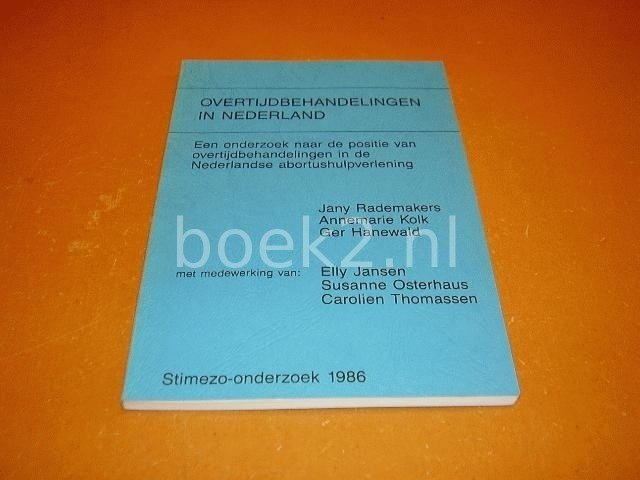 OVERTIJDBEHANDELINGEN
IN NEDERLAND
Een onderzoek naar de positie van
overtijdbehandelingen in de
Nederlandse abortushulpverlening
Jany Rademakers
Annemarie Kolk
Ger Hanewald
boekz.nl
met medewerking van: Elly Jansen
Susanne Osterhaus
Carolien Thomassen
Stimezo-onderzoek 1986